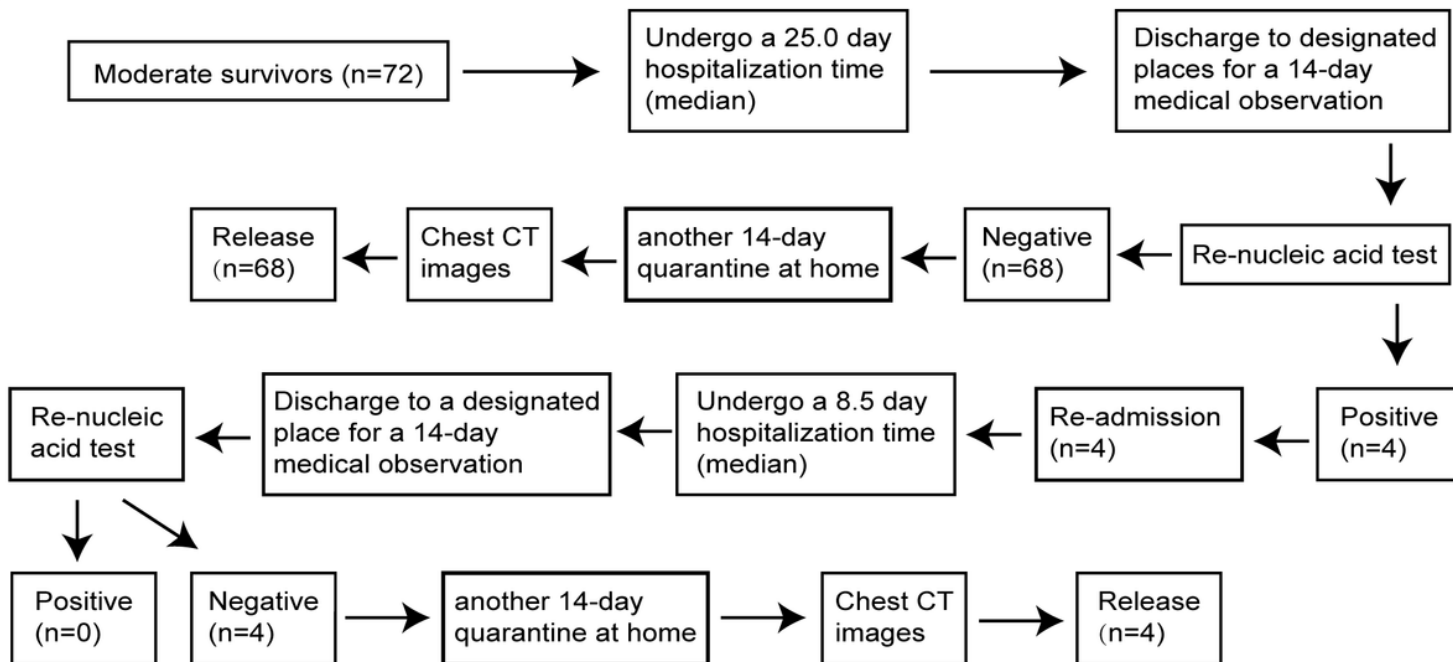 Moderate survivors (n=72)
Undergo a 25.0 day
hospitalization time
(median)
Discharge to designated
places for a 14-day
medical observation
Re-nucleic acid test
Negative
(n=68)
another 14-day
quarantine at home
Chest CT
images
Release
(n=68)
Positive
(n=4)
Re-admission
(n=4)
Undergo a 8.5 day
hospitalization time
(median)
Discharge to a designated
place for a 14-day
medical observation
Re-nucleic
acid test
Positive
(n=0)
Negative
(n=4)
another 14-day
quarantine at home
Chest CT
images
Release
(n=4)